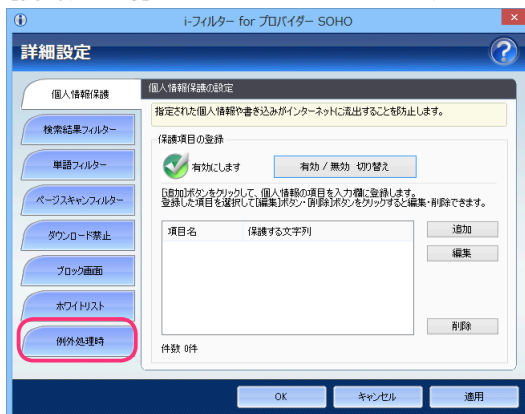 i-フィルター for プロバイダー SOHO
詳細設定
個人情報保護
検索結果フィルター
単語フィルター
ページスキャンフィルター
ダウンロード禁止
ブロック画面
ホワイトリスト
例外処理時
個人情報保護の設定
指定された個人情報や書き込みがインターネットに流出することを防止します。
保護項目の登録
有効にします
有効 / 無効 切り替え
[追加]ボタンをクリックして、個人情報の項目を入力欄に登録します。
登録した項目を選択して[編集]ボタン・[削除]ボタンをクリックすると編集・削除できます。
項目名 保護する文字列
追加
編集
削除
件数 0件
OK キャンセル 適用